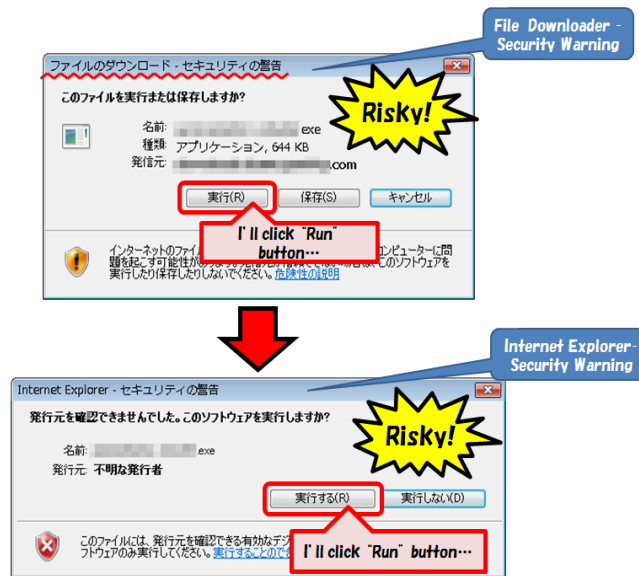 File Downloader -
Security Warning
ファイルのダウンロード - セキュリティの警告
このファイルを実行または保存しますか?
Risky!
名前: exe
種類: アプリケーション, 644 KB
発信元: .com
実行(R) 保存(S) キャンセル
I'll click "Run"
button…
インターネットのファイ コンピューターに問
題を起こす可能性が このソフトウェアを
実行したり保存したりしないでください。危険性の説明
Internet Explorer-
Security Warning
Internet Explorer - セキュリティの警告
発行元を確認できませんでした。このソフトウェアを実行しますか?
Risky!
名前: .exe
発行元: 不明な発行者
実行する(R) 実行しない(D)
このファイルには、発行元を確認できる有効なデジ
フトウェアのみ実行してください。実行することのでき
I'll click "Run" button…